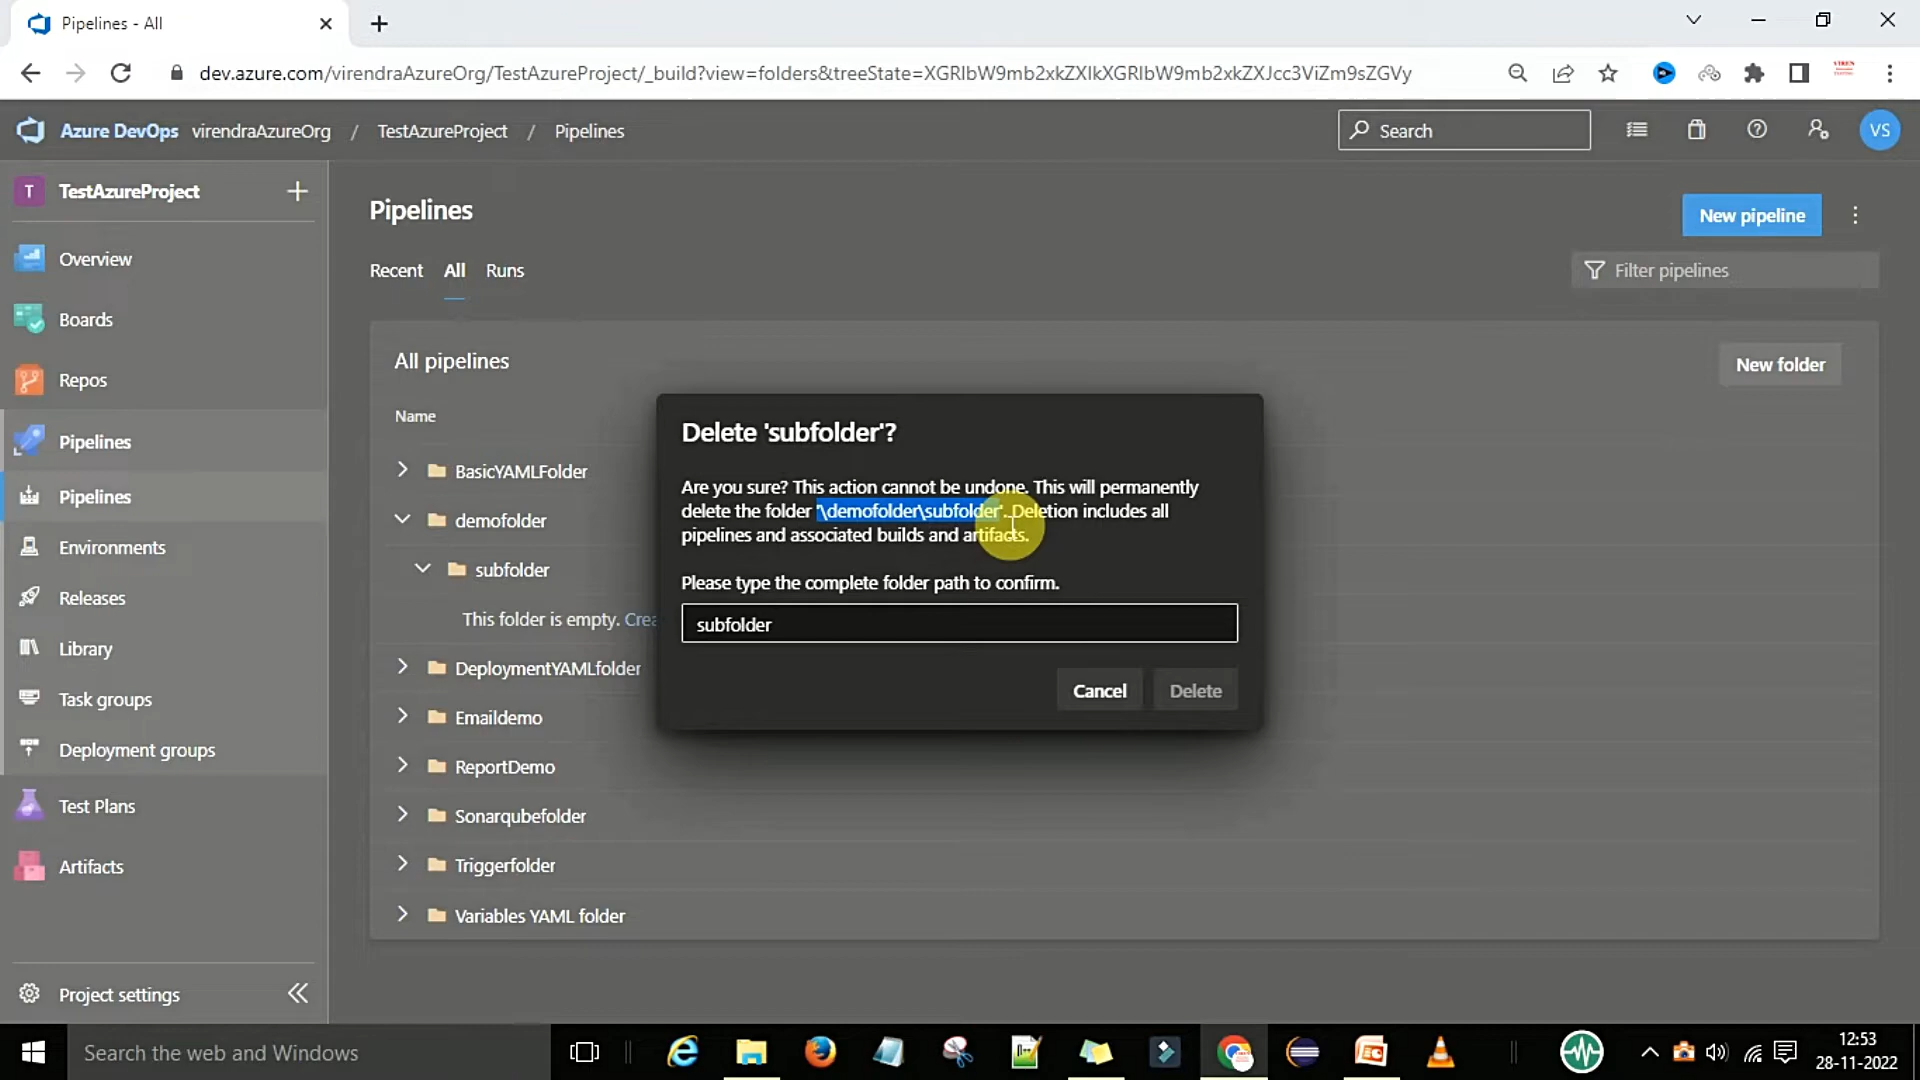 Pipelines - All
dev.azure.com/virendraAzureOrg/TestAzureProject/_build?view=folders&treeState=XGRlbW9mb2xkZXIkXGRlbW9mb2xkZXJcc3ViZm9sZGVy
Azure DevOps virendraAzureOrg / TestAzureProject / Pipelines
Search
VS
T TestAzureProject
Overview
Boards
Repos
Pipelines
Pipelines
Environments
Releases
Library
Task groups
Deployment groups
Test Plans
Artifacts
Project settings
Pipelines
New pipeline
Recent All Runs
Filter pipelines
All pipelines
New folder
Name
BasicYAMLFolder
demofolder
subfolder
This folder is empty. Crea
DeploymentYAMLfolder
Emaildemo
ReportDemo
Sonarqubefolder
Triggerfolder
Variables YAML folder
Delete 'subfolder'?
Are you sure? This action cannot be undone. This will permanently
delete the folder '\demofolder\subfolder'. Deletion includes all
pipelines and associated builds and artifacts.
Please type the complete folder path to confirm.
subfolder
Cancel Delete
Search the web and Windows
12:53
28-11-2022